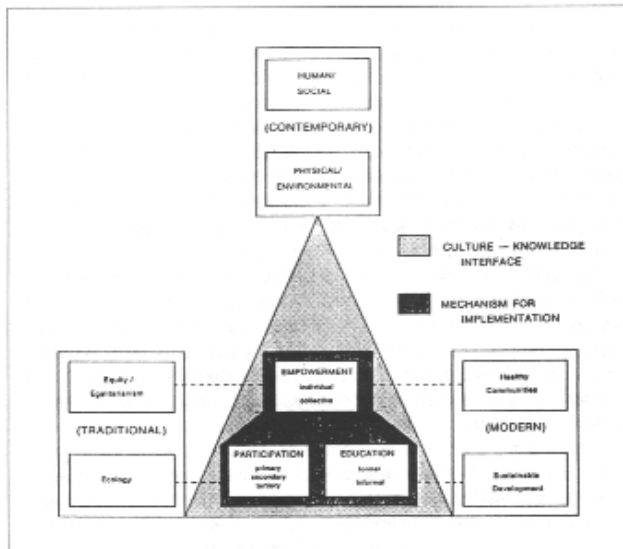 HUMAN/
SOCIAL
(CONTEMPORARY)
PHYSICAL/
ENVIRONMENTAL
CULTURE — KNOWLEDGE
INTERFACE
MECHANISM FOR
IMPLEMENTATION
Equity /
Egalitarianism
(TRADITIONAL)
Ecology
EMPOWERMENT
individual
collective
PARTICIPATION
primary
secondary
tertiary
EDUCATION
formal
informal
Healthy
Communities
(MODERN)
Sustainable
Development